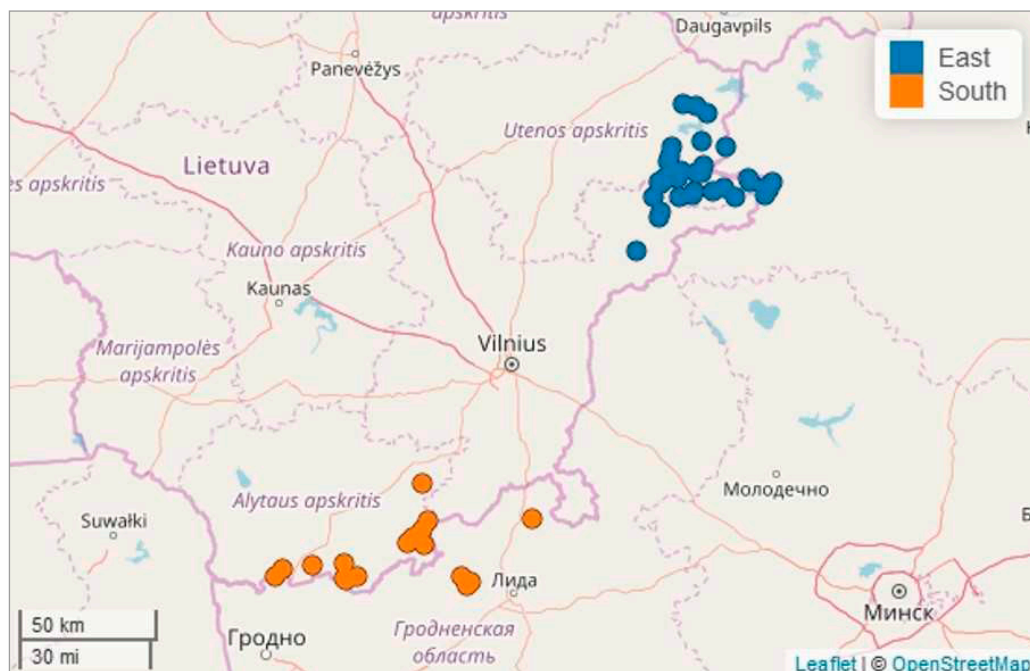 apskritis
Daugavpils
Panevėžys
East
South
Utenos apskritis
Lietuva
es apskritis
Kauno apskritis
Kaunas
Vilnius
Marijampolės
apskritis
Молодечно
Alytaus apskritis
Suwałki
Лида
50 km
30 mi
Гродно
Гродненская
область
Минск
Leaflet | © OpenStreetMap